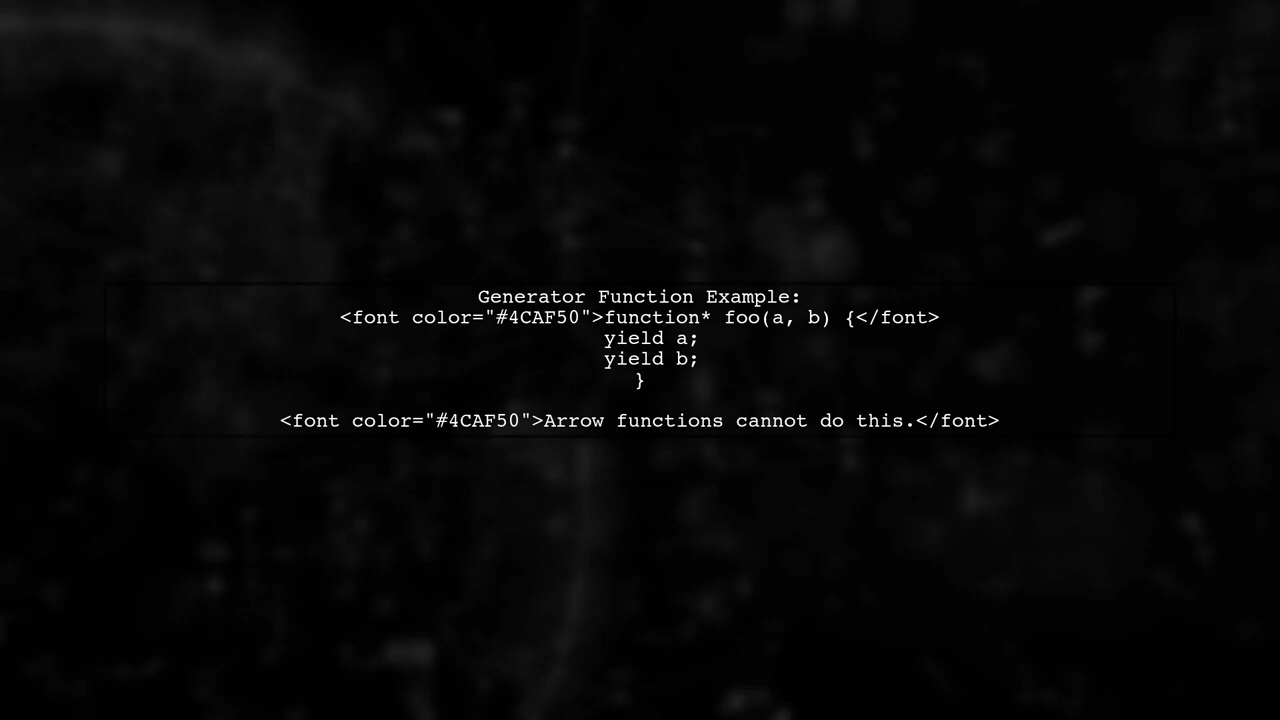 Generator Function Example:
<font color="#4CAF50">function* foo(a, b) {</font>
yield a;
yield b;
}
<font color="#4CAF50">Arrow functions cannot do this.</font>